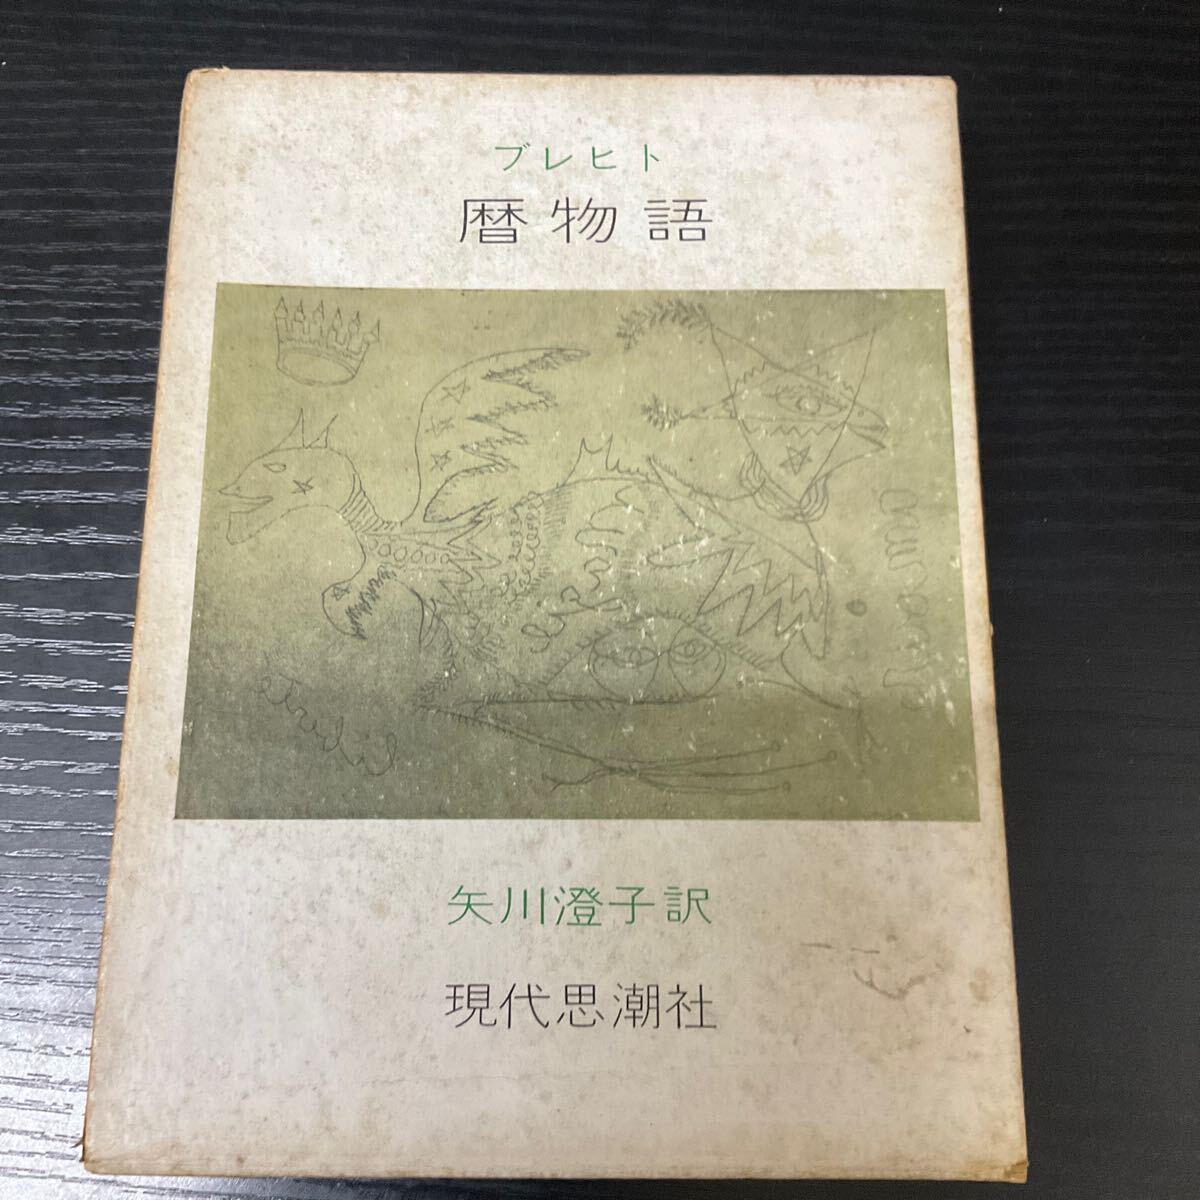 ブレヒト
暦物語
矢川澄子訳
現代思潮社